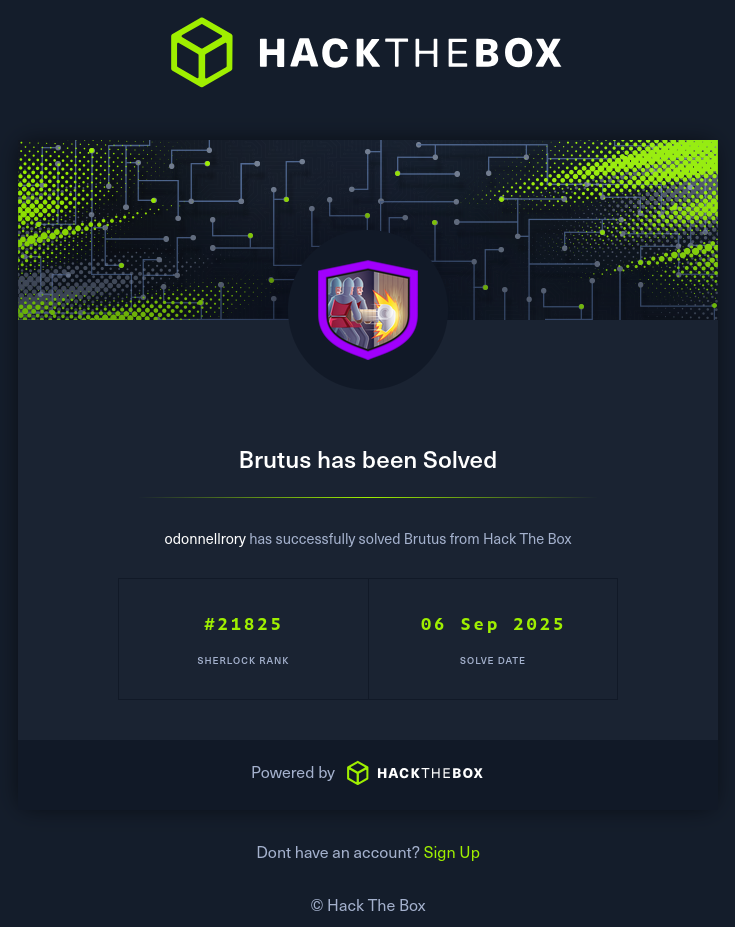 HACKTHEBOX
Brutus has been Solved
odonnellrory has successfully solved Brutus from Hack The Box
#21825
06 Sep 2025
SHERLOCK RANK
SOLVE DATE
Powered by HACKTHEBOX
Dont have an account? Sign Up
© Hack The Box